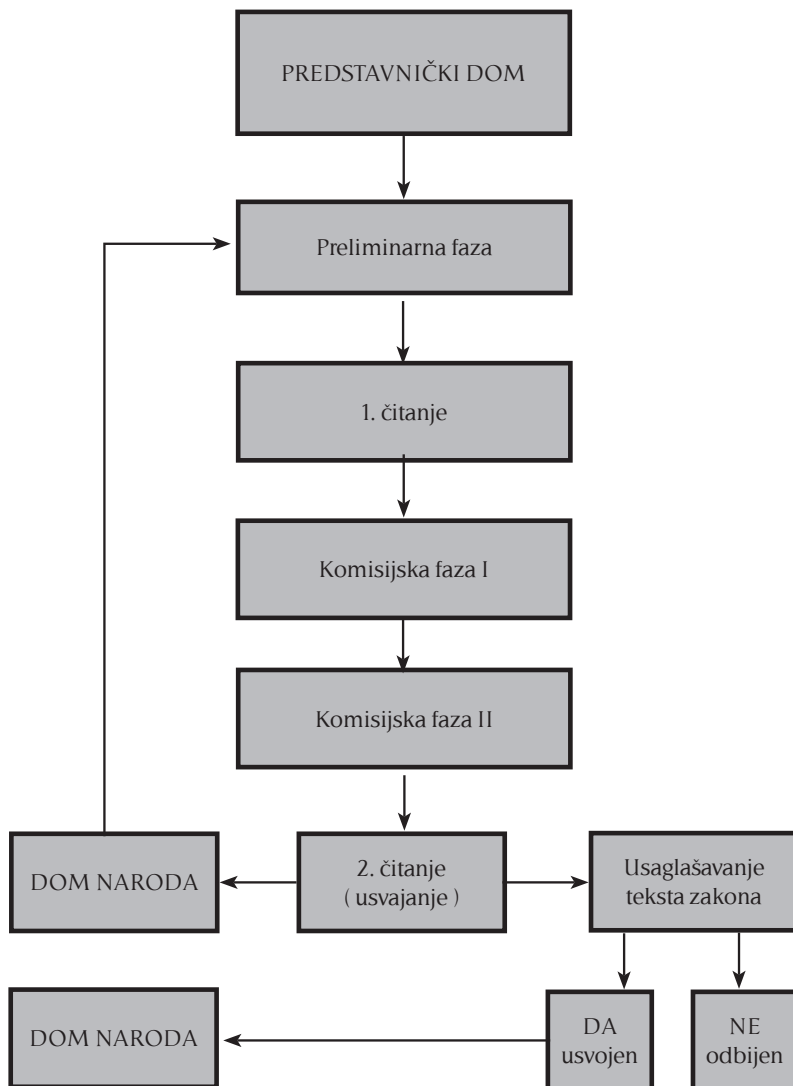 PREDSTAVNIČKI DOM
Preliminarna faza
1. čitanje
Komisijska faza I
Komisijska faza II
DOM NARODA
2. čitanje
( usvajanje )
Usaglašavanje
teksta zakona
DOM NARODA
DA
usvojen
NE
odbijen